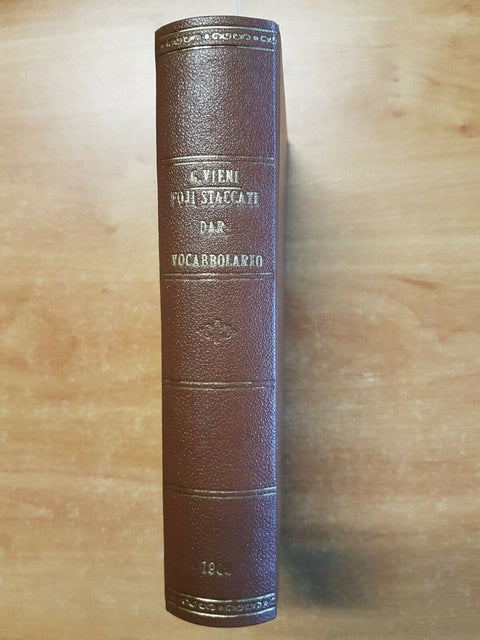 G. VIENI
FOJI STACCATI
DAR
VOCABBOLARIO